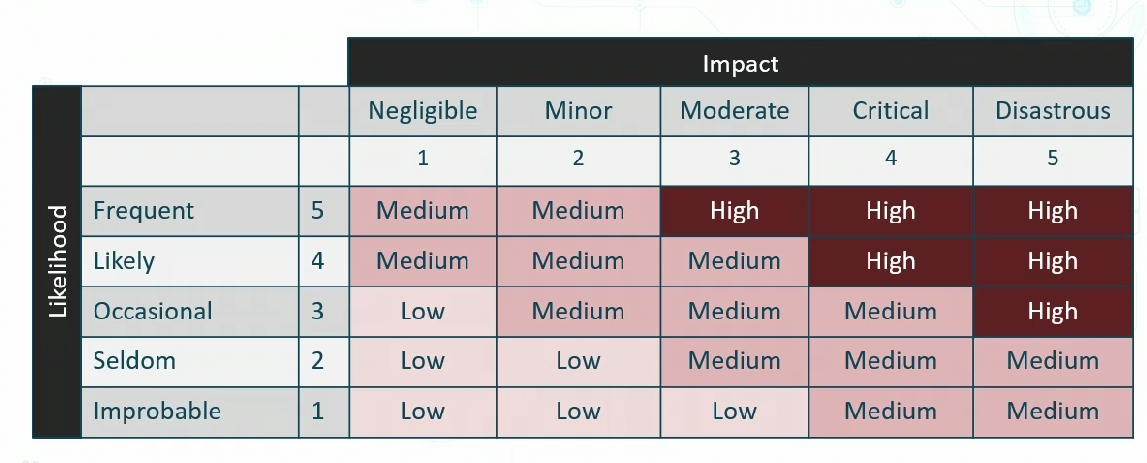 Impact
Negligible Minor Moderate Critical Disastrous
1 2 3 4 5
Likelihood
Frequent 5 Medium Medium High High High
Likely 4 Medium Medium Medium High High
Occasional 3 Low Medium Medium Medium High
Seldom 2 Low Low Medium Medium Medium
Improbable 1 Low Low Low Medium Medium